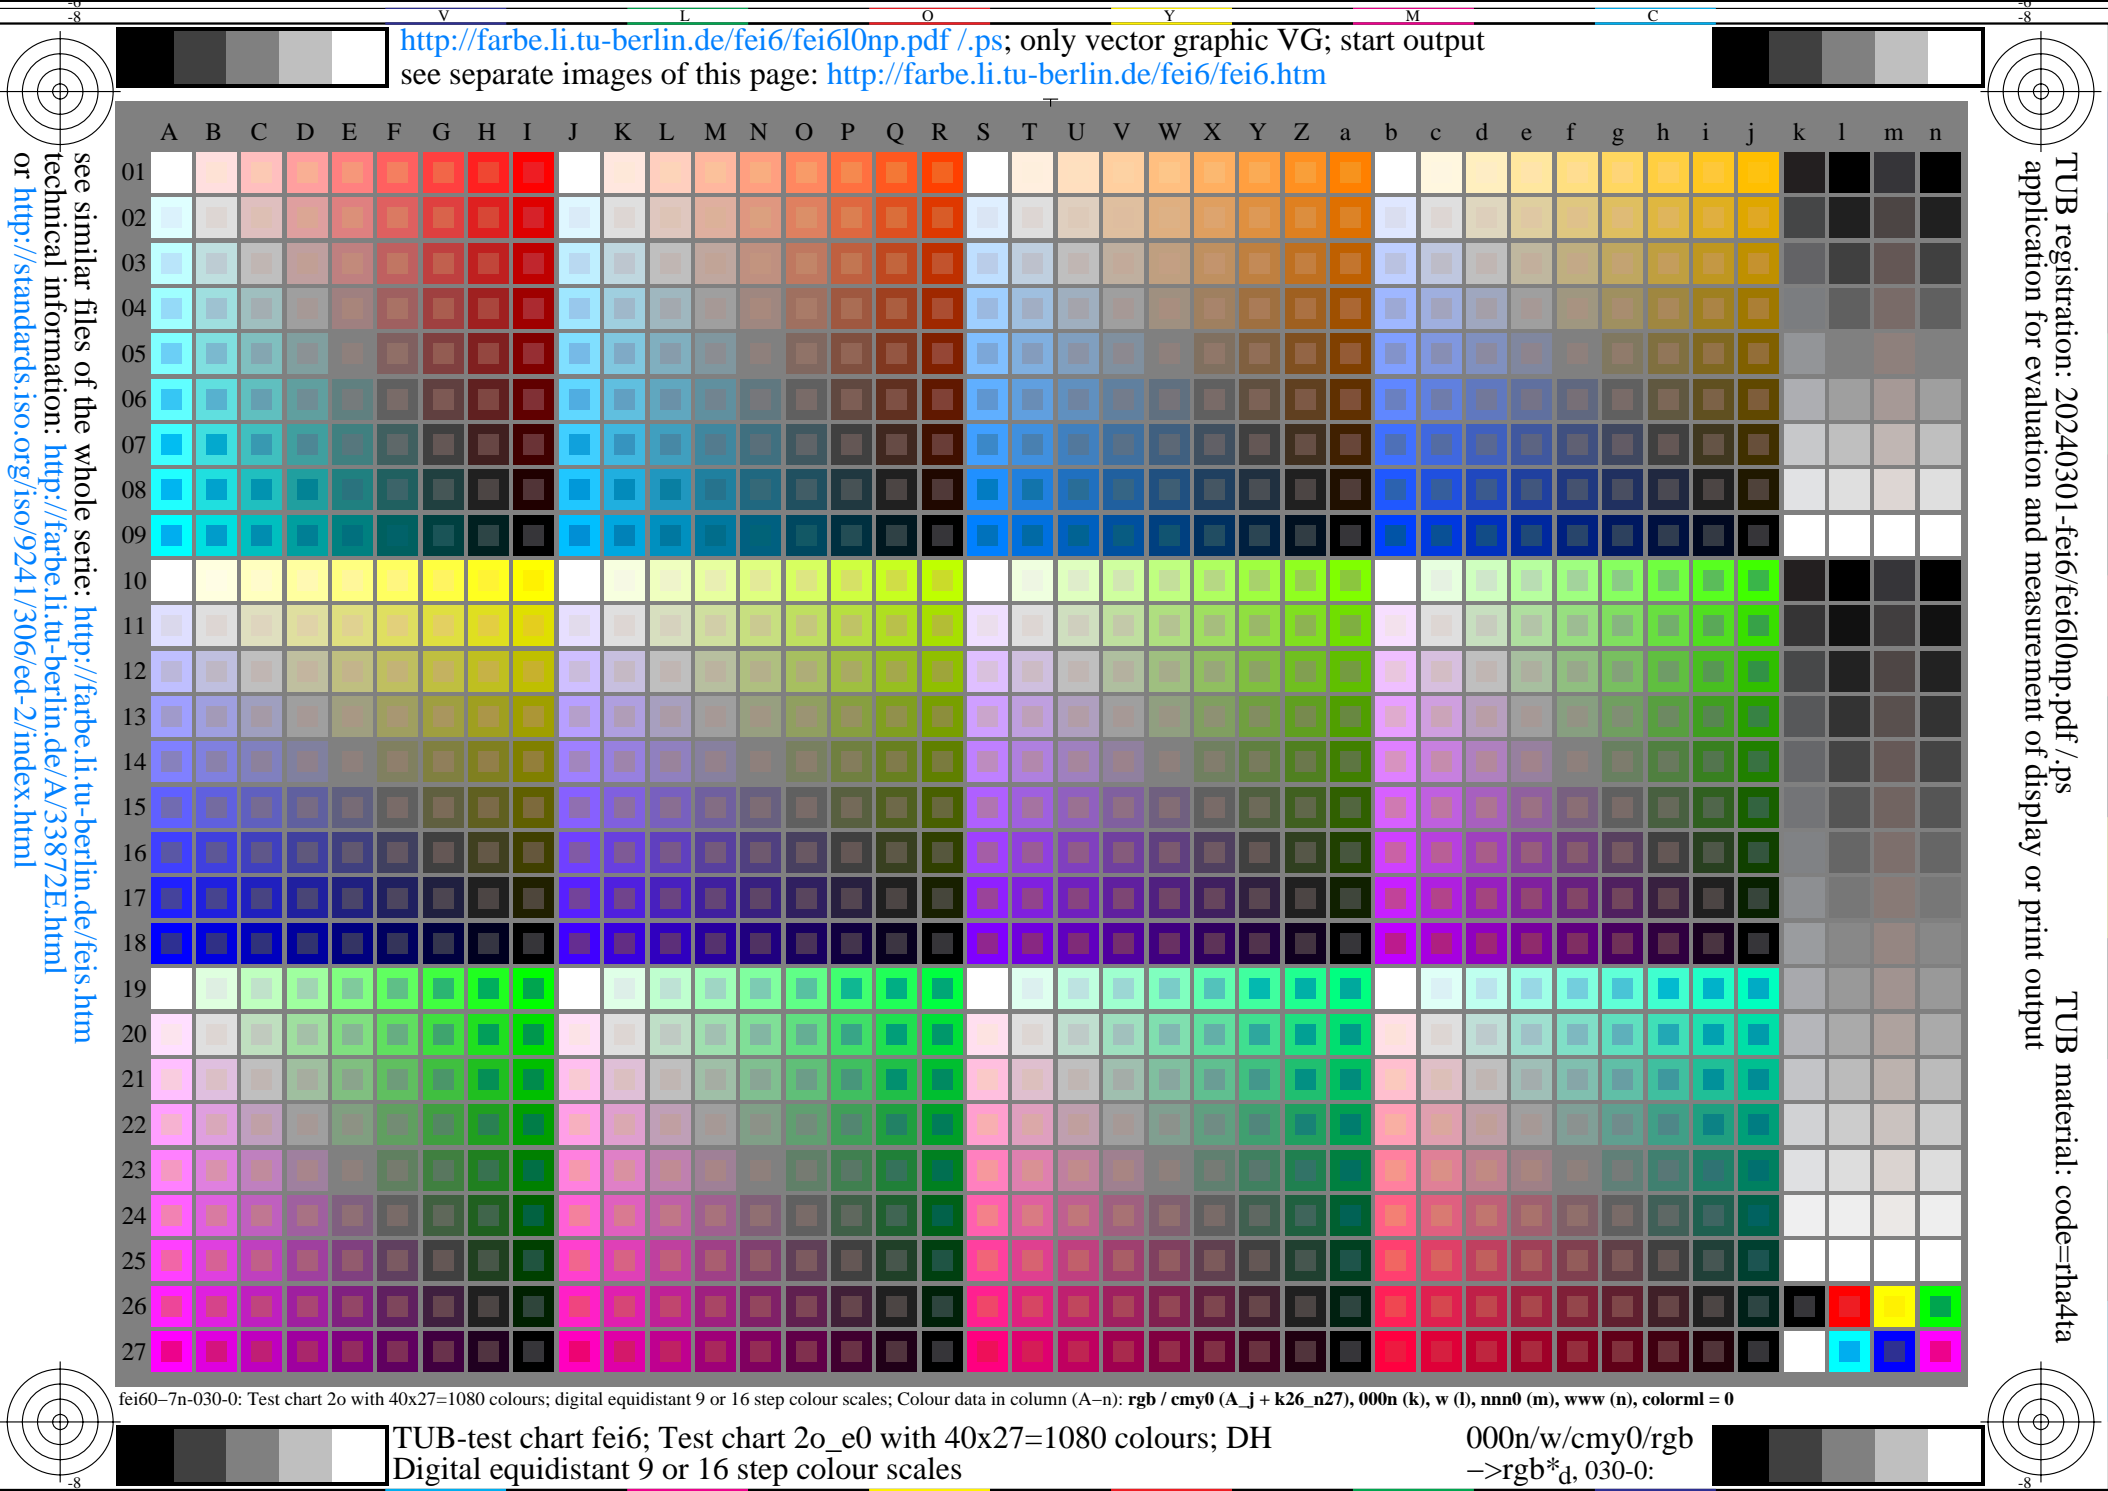 -6
-8
V L O Y M C
-6
-8
http://farbe.li.tu-berlin.de/fei6/fei6l0np.pdf /.ps; only vector graphic VG; start output
see separate images of this page: http://farbe.li.tu-berlin.de/fei6/fei6.htm
A B C D E F G H I J K L M N O P Q R S T U V W X Y Z a b c d e f g h i j k l m n
01
02
03
04
05
06
07
08
09
10
11
12
13
14
15
16
17
18
19
20
21
22
23
24
25
26
27
see similar files of the whole serie: http://farbe.li.tu-berlin.de/feis.htm
technical information: http://farbe.li.tu-berlin.de/A/33872E.html
or http://standards.iso.org/iso/9241/306/ed-2/index.html
TUB registration: 20240301-fei6/fei6l0np.pdf /.ps
application for evaluation and measurement of display or print output
TUB material: code=rha4ta
fei60−7n-030-0: Test chart 2o with 40x27=1080 colours; digital equidistant 9 or 16 step colour scales; Colour data in column (A−n): rgb / cmy0 (A_j + k26_n27), 000n (k), w (l), nnn0 (m), www (n), colorml = 0
TUB-test chart fei6; Test chart 2o_e0 with 40x27=1080 colours; DH
Digital equidistant 9 or 16 step colour scales
000n/w/cmy0/rgb
−>rgb*d, 030-0:
-8
-8